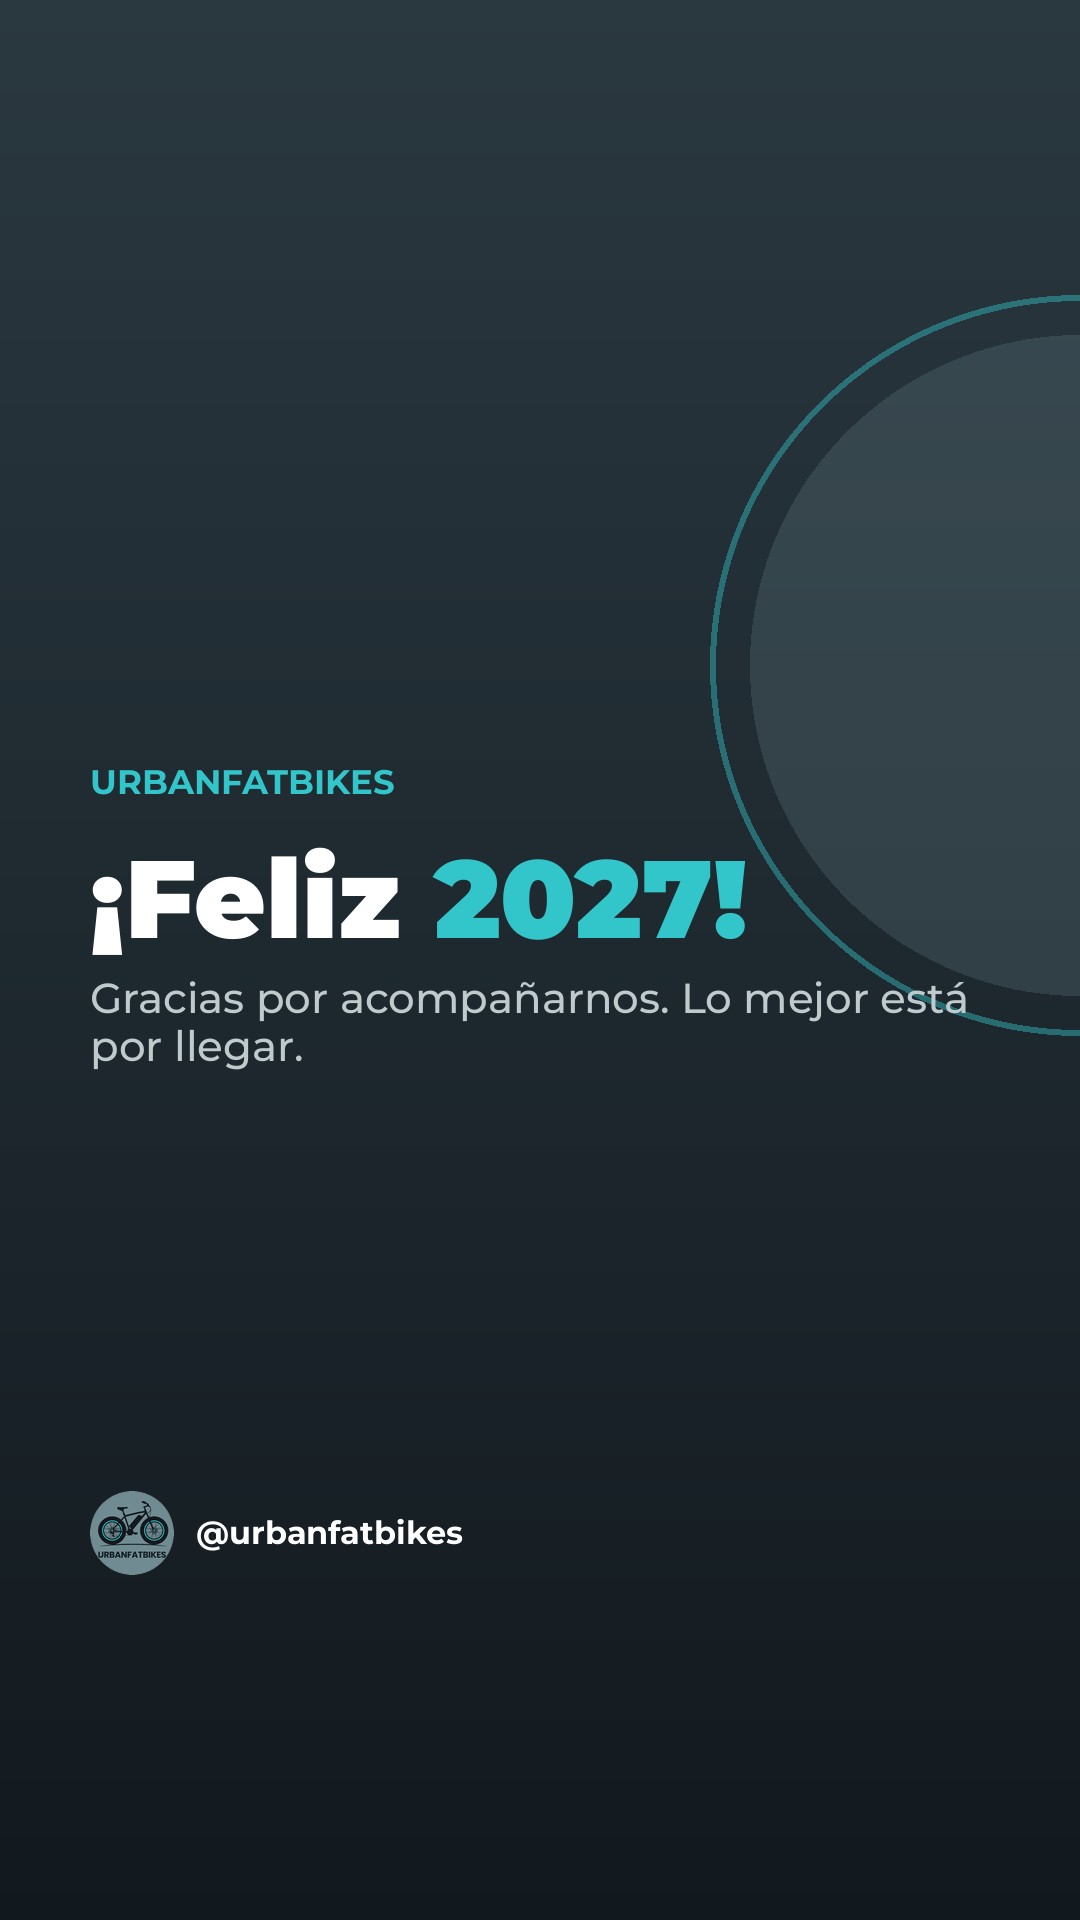 URBANFATBIKES
¡Feliz 2027!
Gracias por acompañarnos. Lo mejor está
por llegar.
URBANFATBIKES
@urbanfatbikes